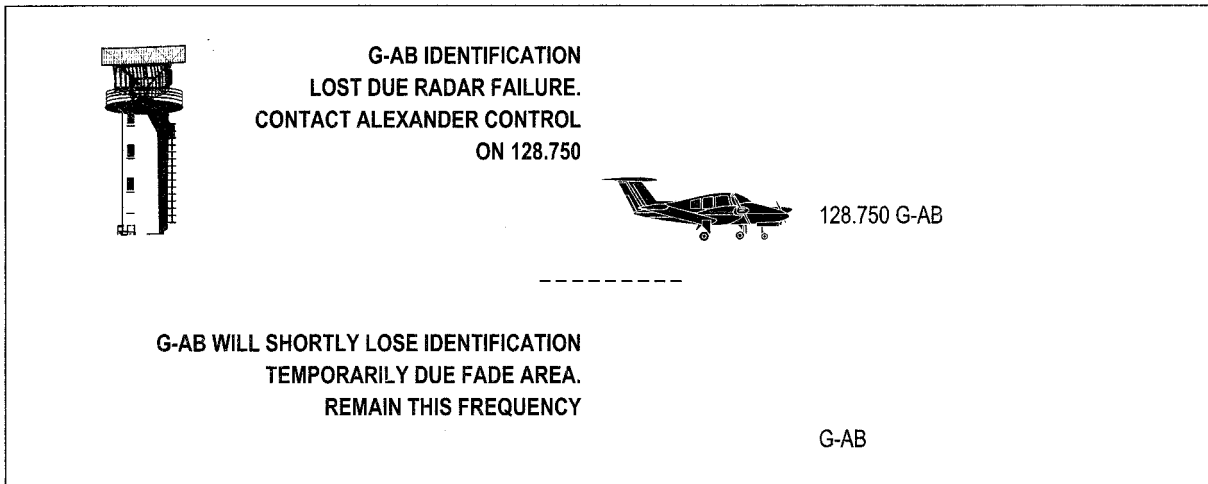 G-AB IDENTIFICATION
LOST DUE RADAR FAILURE.
CONTACT ALEXANDER CONTROL
ON 128.750
128.750 G-AB
---------
G-AB WILL SHORTLY LOSE IDENTIFICATION
TEMPORARILY DUE FADE AREA.
REMAIN THIS FREQUENCY
G-AB